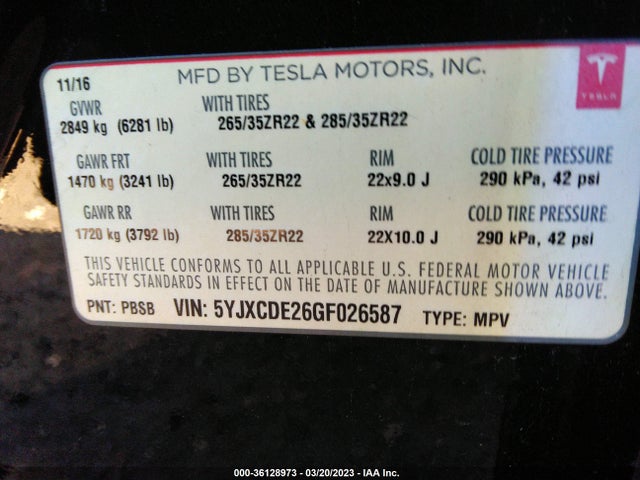 11/16 MFD BY TESLA MOTORS, INC.
TESLA
GVWR WITH TIRES
2849 kg (6281 lb) 265/35ZR22 & 285/35ZR22
GAWR FRT WITH TIRES RIM COLD TIRE PRESSURE
1470 kg (3241 lb) 265/35ZR22 22x9.0 J 290 kPa, 42 psi
GAWR RR WITH TIRES RIM COLD TIRE PRESSURE
1720 kg (3792 lb) 285/35ZR22 22X10.0 J 290 kPa, 42 psi
THIS VEHICLE CONFORMS TO ALL APPLICABLE U.S. FEDERAL MOTOR VEHICLE
SAFETY STANDARDS IN EFFECT ON THE DATE OF MANUFACTURE SHOWN ABOVE.
PNT: PBSB VIN: 5YJXCDE26GF026587 TYPE: MPV
000-36128973 — 03/20/2023 — IAA Inc.